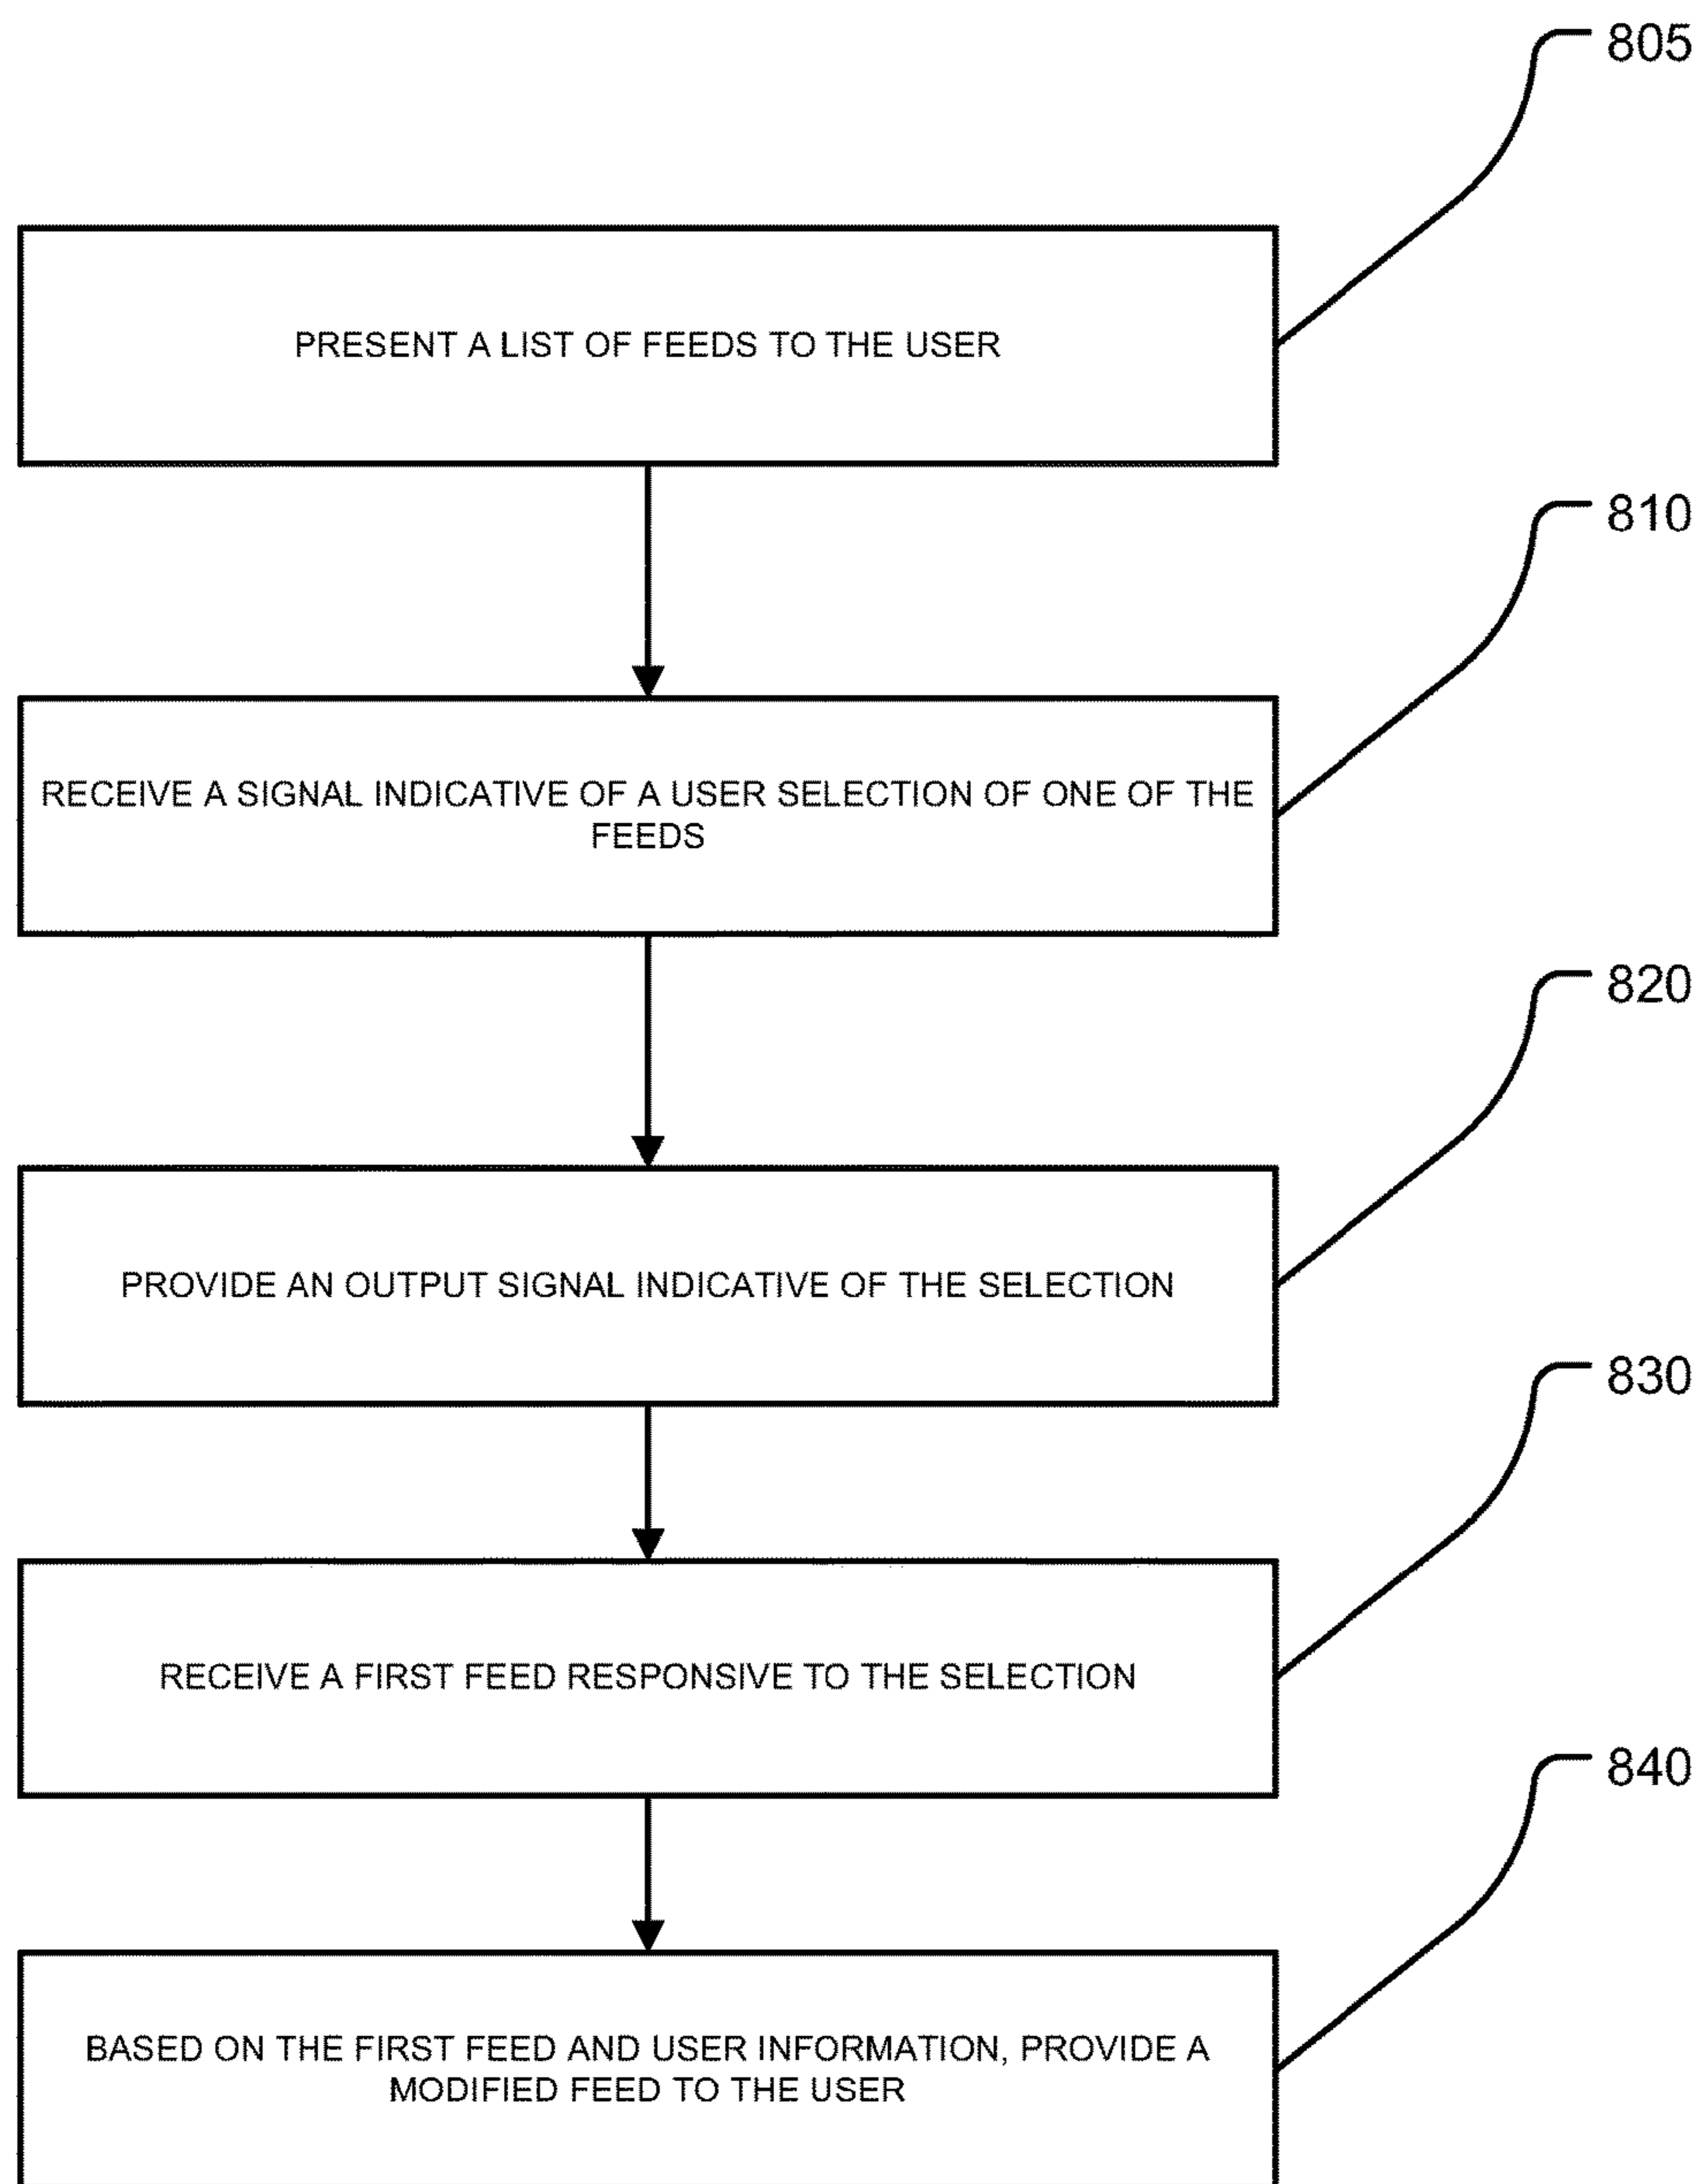 805
PRESENT A LIST OF FEEDS TO THE USER
810
RECEIVE A SIGNAL INDICATIVE OF A USER SELECTION OF ONE OF THE
FEEDS
820
PROVIDE AN OUTPUT SIGNAL INDICATIVE OF THE SELECTION
830
RECEIVE A FIRST FEED RESPONSIVE TO THE SELECTION
840
BASED ON THE FIRST FEED AND USER INFORMATION, PROVIDE A
MODIFIED FEED TO THE USER